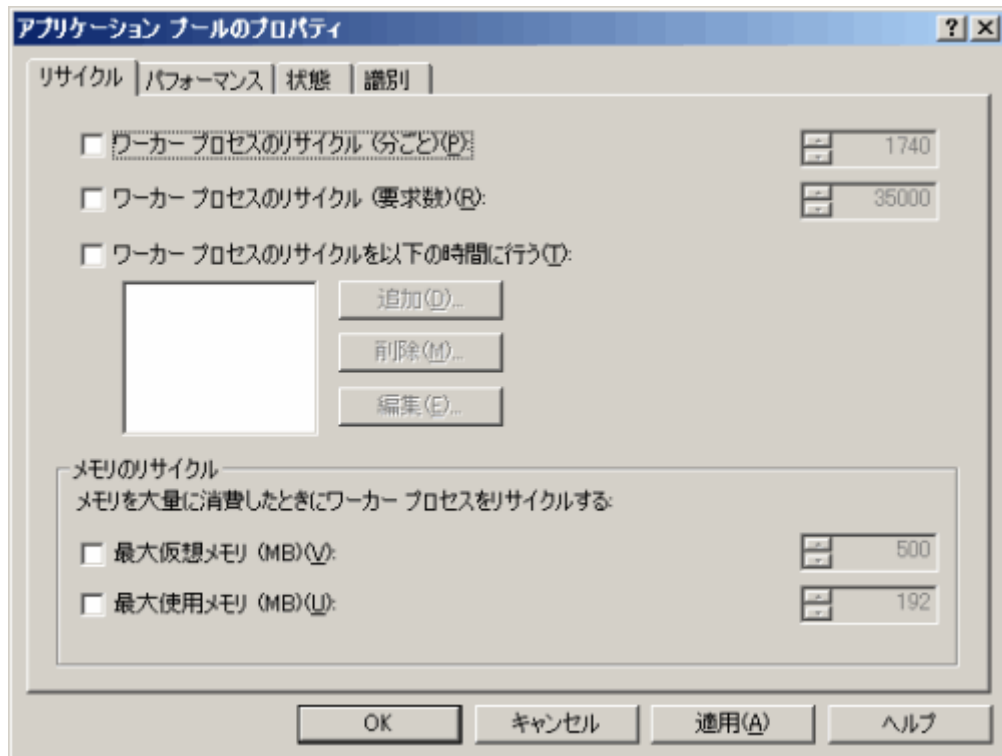 アプリケーション プールのプロパティ
リサイクル パフォーマンス 状態 識別
ワーカー プロセスのリサイクル (分ごと)(P): 1740
ワーカー プロセスのリサイクル (要求数)(R): 35000
ワーカー プロセスのリサイクルを以下の時間に行う(T):
追加(D)...
削除(M)...
編集(E)...
メモリのリサイクル
メモリを大量に消費したときにワーカー プロセスをリサイクルする:
最大仮想メモリ (MB)(V): 500
最大使用メモリ (MB)(U): 192
OK キャンセル 適用(A) ヘルプ